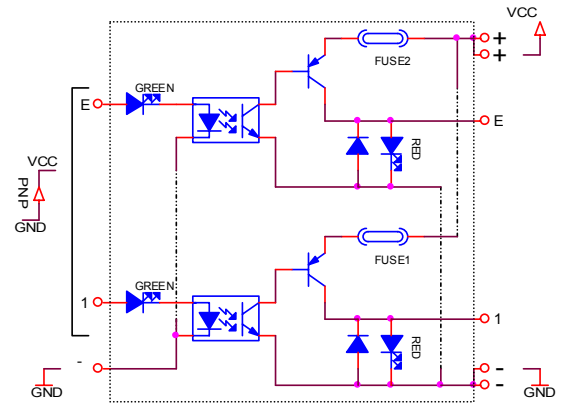 VCC
+
+
FUSE2
GREEN
E
E
RED
VCC
PNP
GND
FUSE1
GREEN
1
1
RED
-
-
-
GND
GND